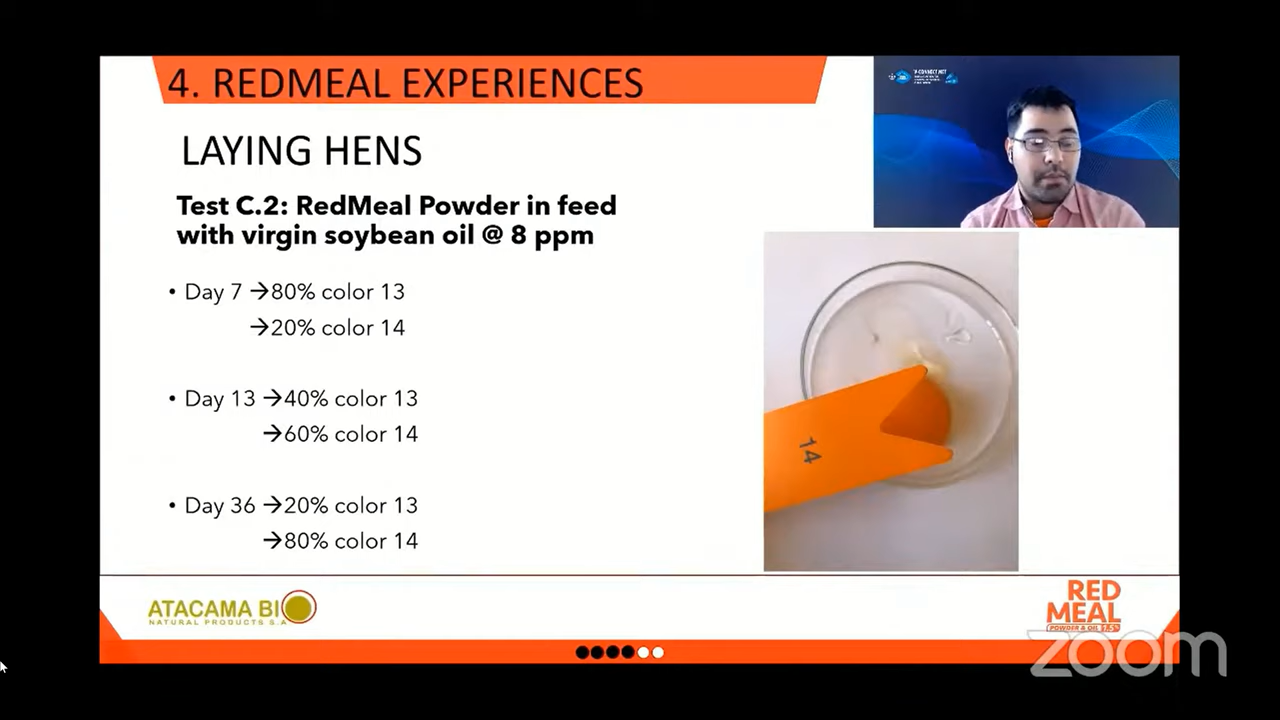 4. REDMEAL EXPERIENCES
LAYING HENS
Test C.2: RedMeal Powder in feed
with virgin soybean oil @ 8 ppm
• Day 7 →80% color 13
→20% color 14
• Day 13 →40% color 13
→60% color 14
• Day 36 →20% color 13
→80% color 14
14
ATACAMA BIO
NATURAL PRODUCTS S.A
RED
MEAL
POWDER & OIL 1.5%
zoom